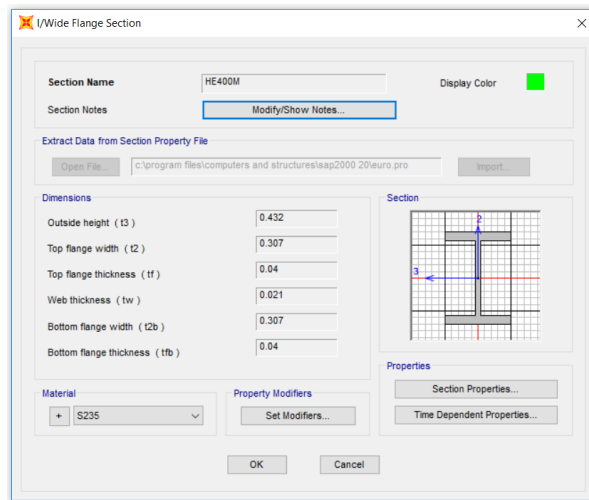 I/Wide Flange Section
Section Name HE400M Display Color
Section Notes Modify/Show Notes...
Extract Data from Section Property File
Open File... c:\program files\computers and structures\sap2000 20\euro.pro Import...
Dimensions
Outside height ( t3 ) 0.432
Top flange width ( t2 ) 0.307
Top flange thickness ( tf ) 0.04
Web thickness ( tw ) 0.021
Bottom flange width ( t2b ) 0.307
Bottom flange thickness ( tfb ) 0.04
Section
2
3
Material
+ S235
Property Modifiers
Set Modifiers...
Properties
Section Properties...
Time Dependent Properties...
OK Cancel